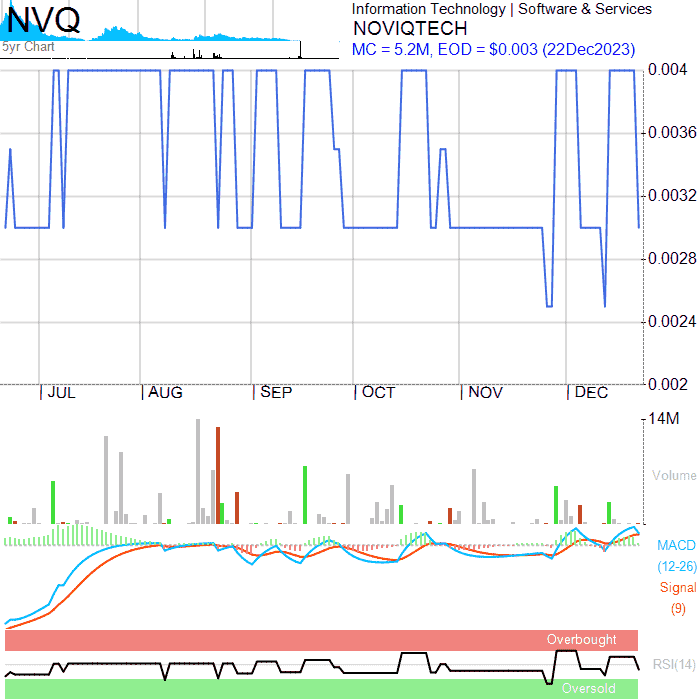 NVQ
5yr Chart
Information Technology | Software & Services
NOVIQTECH
MC = 5.2M, EOD = $0.003 (22Dec2023)
0.004
0.0036
0.0032
0.0028
0.0024
0.002
JUL AUG SEP OCT NOV DEC
14M
Volume
MACD
(12-26)
Signal
(9)
Overbought
RSI(14)
Oversold